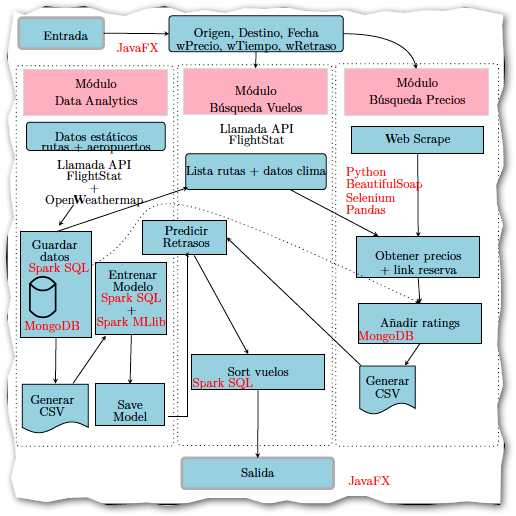 Entrada
JavaFX
Origen, Destino, Fecha
wPrecio, wTiempo, wRetraso
Módulo
Data Analytics
Datos estáticos
rutas + aeropuertos
Llamada API
FlightStat
+
OpenWeathermap
Guardar
datos
Spark SQL
MongoDB
Entrenar
Modelo
Spark SQL
+
Spark MLlib
Generar
CSV
Save
Model
Módulo
Búsqueda Vuelos
Llamada API
FlightStat
Lista rutas + datos clima
Predicir
Retrasos
Sort vuelos
Spark SQL
Módulo
Búsqueda Precios
Web Scrape
Python
BeautifulSoap
Selenium
Pandas
Obtener precios
+ link reserva
Añadir ratings
MongoDB
Generar
CSV
Salida
JavaFX